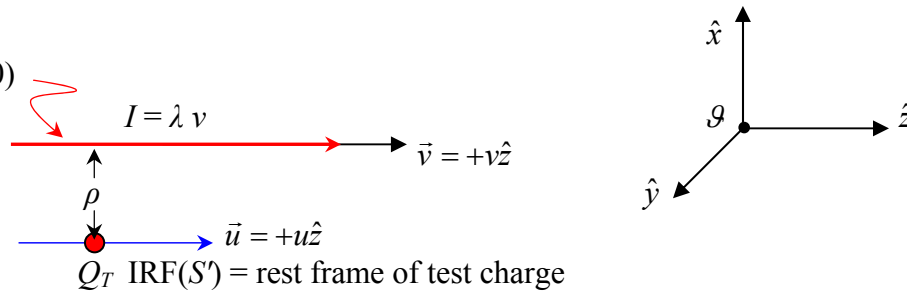 )
I = λ v
v⃗ = +vẑ
ρ
u⃗ = +uẑ
Q_T IRF(S′) = rest frame of test charge
x̂
ϑ
ẑ
ŷ